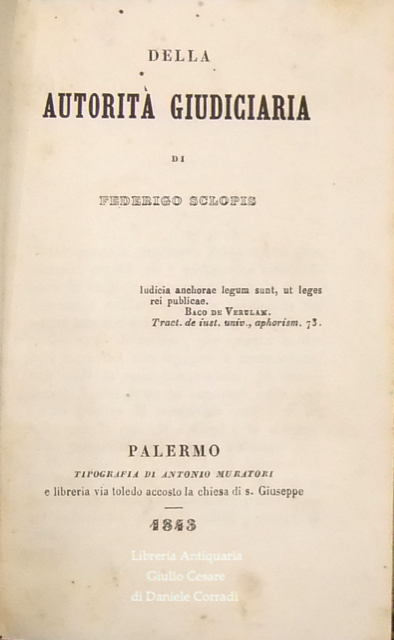 DELLA
AUTORITÀ GIUDICIARIA
DI
FEDERIGO SCLOPIS
Iudicia anchorae legum sunt, ut leges
rei publicae.
BACO DE VERULAM.
Tract. de iust. univ., aphorism. 73.
PALERMO
TIPOGRAFIA DI ANTONIO MURATORI
e libreria via toledo accosto la chiesa di s. Giuseppe
1843
Libreria Antiquaria
Giulio Cesare
di Daniele Corradi